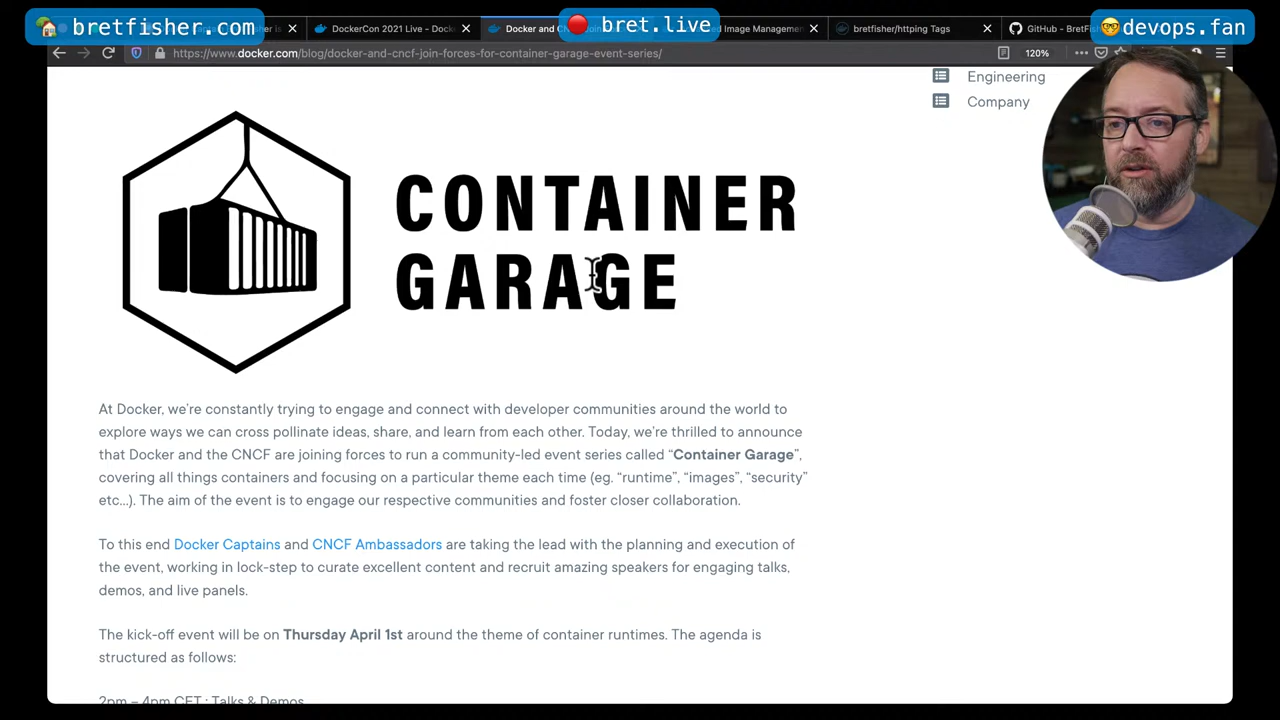 bretfisher.com
bret.live
devops.fan
DockerCon 2021 Live - Docker
Docker and
ed Image Managemen
bretfisher/httping Tags
GitHub - BretFis
https://www.docker.com/blog/docker-and-cncf-join-forces-for-container-garage-event-series/
120%
Engineering
Company
CONTAINER
GARAGE
At Docker, we’re constantly trying to engage and connect with developer communities around the world to
explore ways we can cross pollinate ideas, share, and learn from each other. Today, we’re thrilled to announce
that Docker and the CNCF are joining forces to run a community-led event series called “Container Garage”,
covering all things containers and focusing on a particular theme each time (eg. “runtime”, “images”, “security”
etc…). The aim of the event is to engage our respective communities and foster closer collaboration.
To this end Docker Captains and CNCF Ambassadors are taking the lead with the planning and execution of
the event, working in lock-step to curate excellent content and recruit amazing speakers for engaging talks,
demos, and live panels.
The kick-off event will be on Thursday April 1st around the theme of container runtimes. The agenda is
structured as follows:
2pm – 4pm CET : Talks & Demos